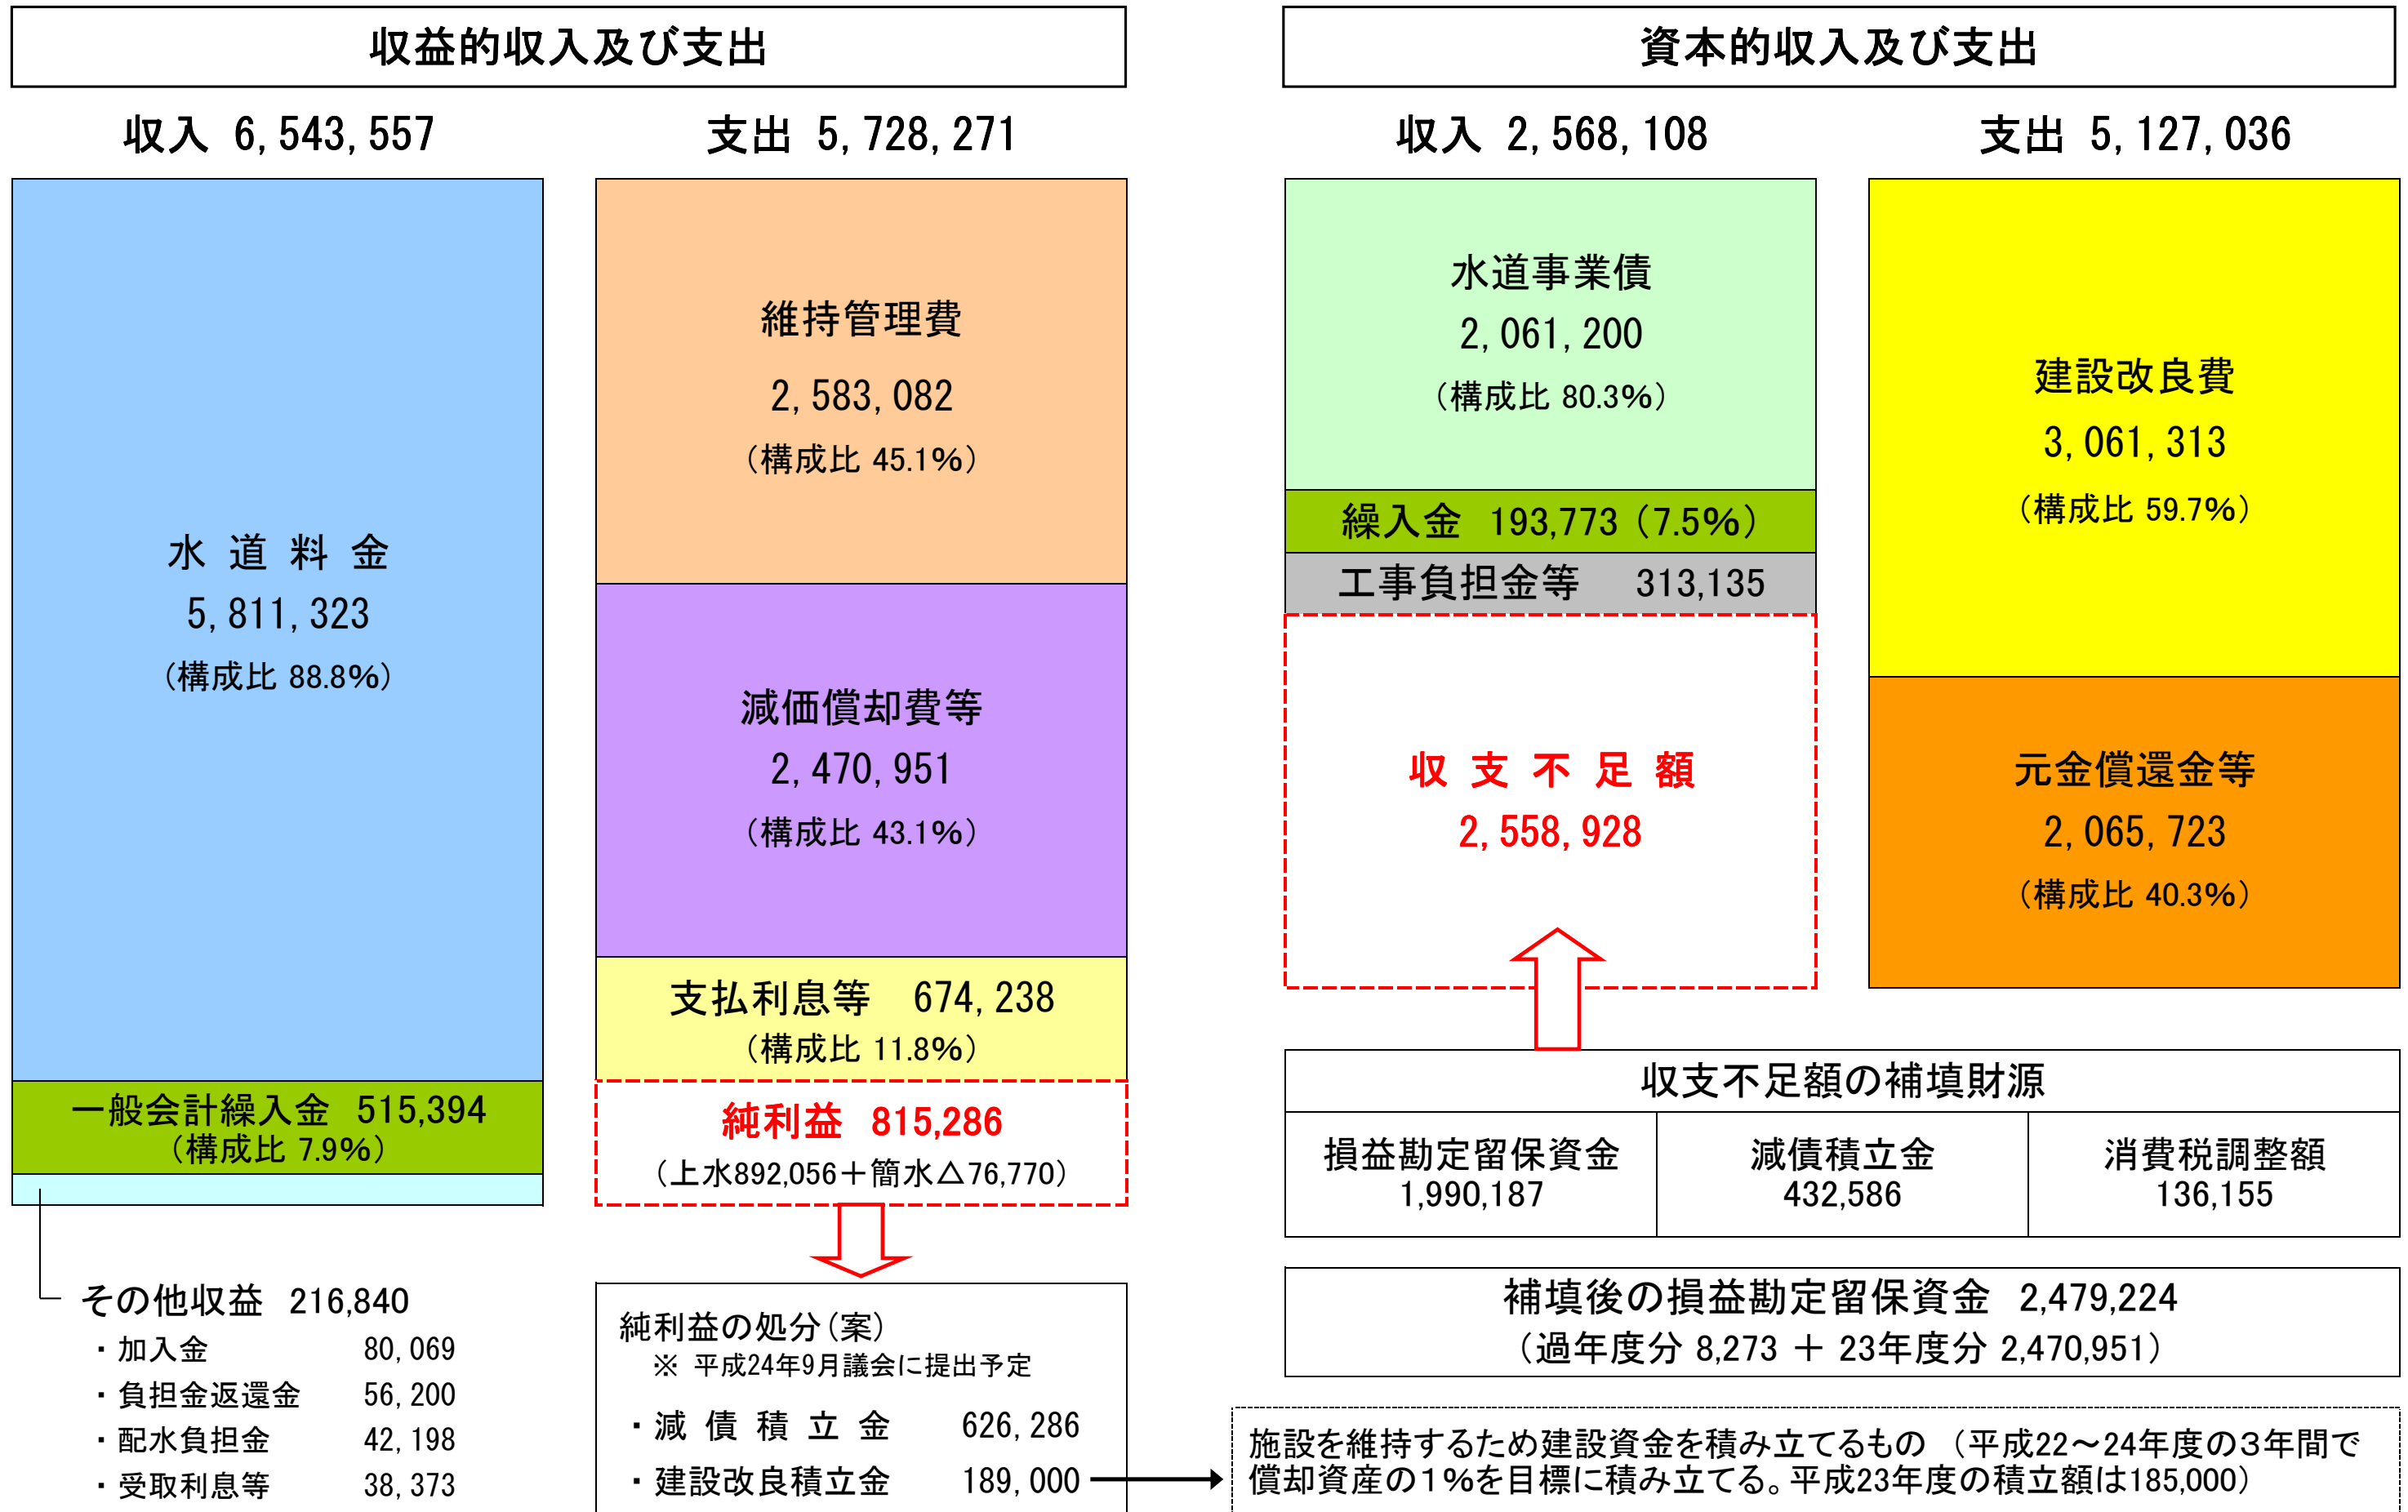 収益的収入及び支出
収入 6,543,557
支出 5,728,271
水 道 料 金
5,811,323
（構成比 88.8％）
一般会計繰入金 515,394
（構成比 7.9％）
その他収益 216,840
・加入金 80,069
・負担金返還金 56,200
・配水負担金 42,198
・受取利息等 38,373
維持管理費
2,583,082
（構成比 45.1％）
減価償却費等
2,470,951
（構成比 43.1％）
支払利息等 674,238
（構成比 11.8％）
純利益 815,286
（上水892,056＋簡水△76,770）
純利益の処分（案）
※ 平成24年9月議会に提出予定
・減 債 積 立 金 626,286
・建設改良積立金 189,000
資本的収入及び支出
収入 2,568,108
支出 5,127,036
水道事業債
2,061,200
（構成比 80.3％）
繰入金 193,773（7.5％）
工事負担金等 313,135
収 支 不 足 額
2,558,928
建設改良費
3,061,313
（構成比 59.7％）
元金償還金等
2,065,723
（構成比 40.3％）
収支不足額の補填財源
損益勘定留保資金
1,990,187
減債積立金
432,586
消費税調整額
136,155
補填後の損益勘定留保資金 2,479,224
（過年度分 8,273 ＋ 23年度分 2,470,951）
施設を維持するため建設資金を積み立てるもの （平成22～24年度の３年間で
償却資産の１％を目標に積み立てる。平成23年度の積立額は185,000）